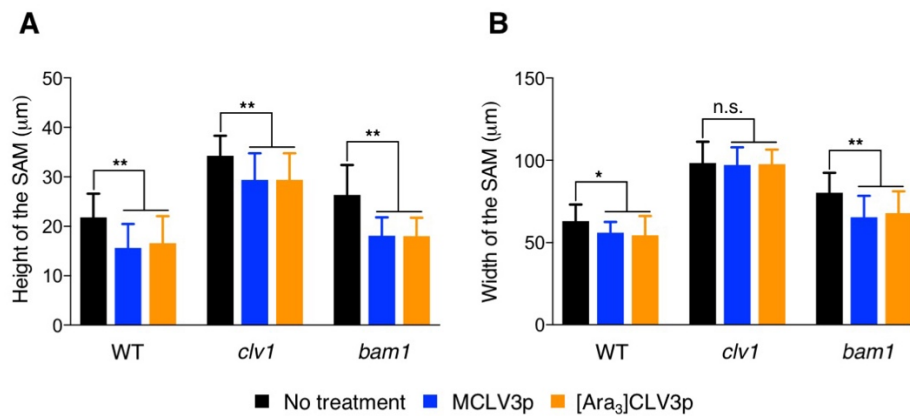 A
B
Height of the SAM (μm)
50
40
30
20
10
0
**
**
**
WT
clv1
bam1
Width of the SAM (μm)
150
100
50
0
*
n.s.
**
WT
clv1
bam1
No treatment MCLV3p [Ara₃]CLV3p